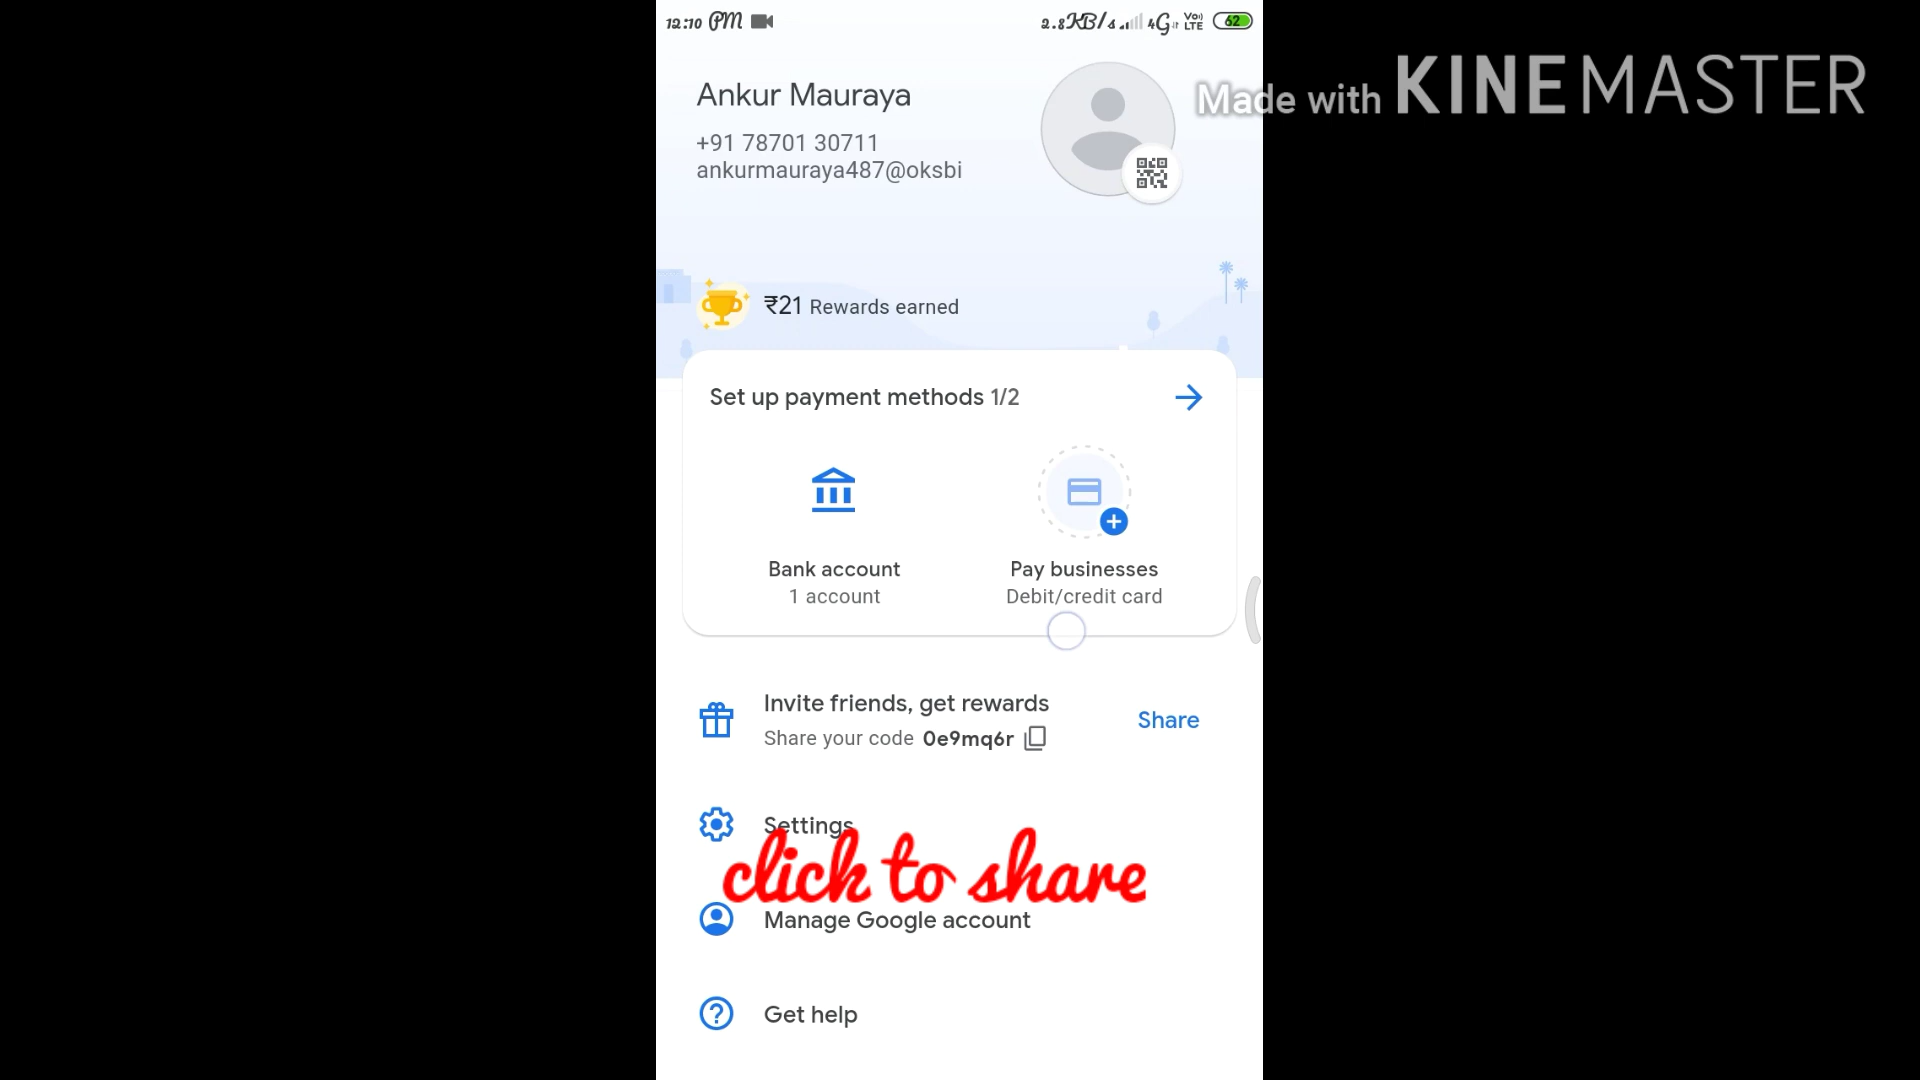 12:10 PM
2.8KB/s 4G Vo) LTE 62
Made with KINEMASTER
Ankur Mauraya
+91 78701 30711
ankurmauraya487@oksbi
₹21 Rewards earned
Set up payment methods 1/2
Bank account
1 account
Pay businesses
Debit/credit card
Invite friends, get rewards
Share your code 0e9mq6r
Share
Settings
click to share
Manage Google account
Get help